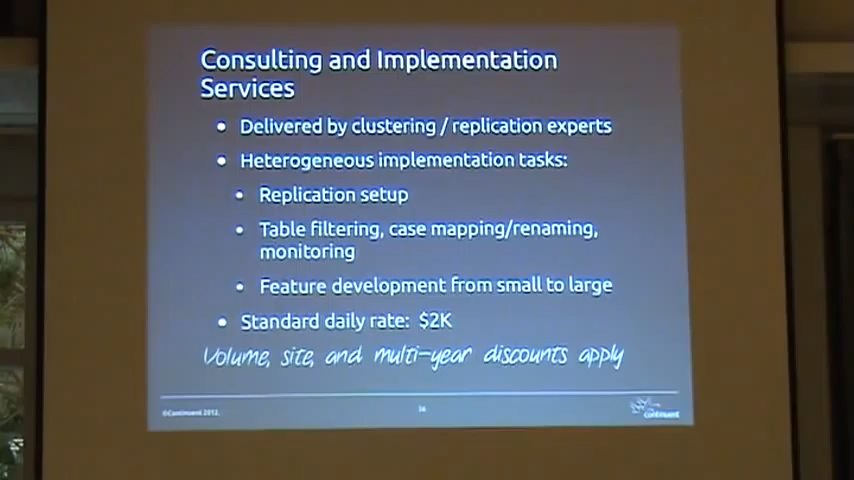 Consulting and Implementation
Services
• Delivered by clustering / replication experts
• Heterogeneous implementation tasks:
• Replication setup
• Table filtering, case mapping/renaming,
monitoring
• Feature development from small to large
• Standard daily rate: $2K
Volume, site, and multi-year discounts apply
©Continuent 2012.
continuent